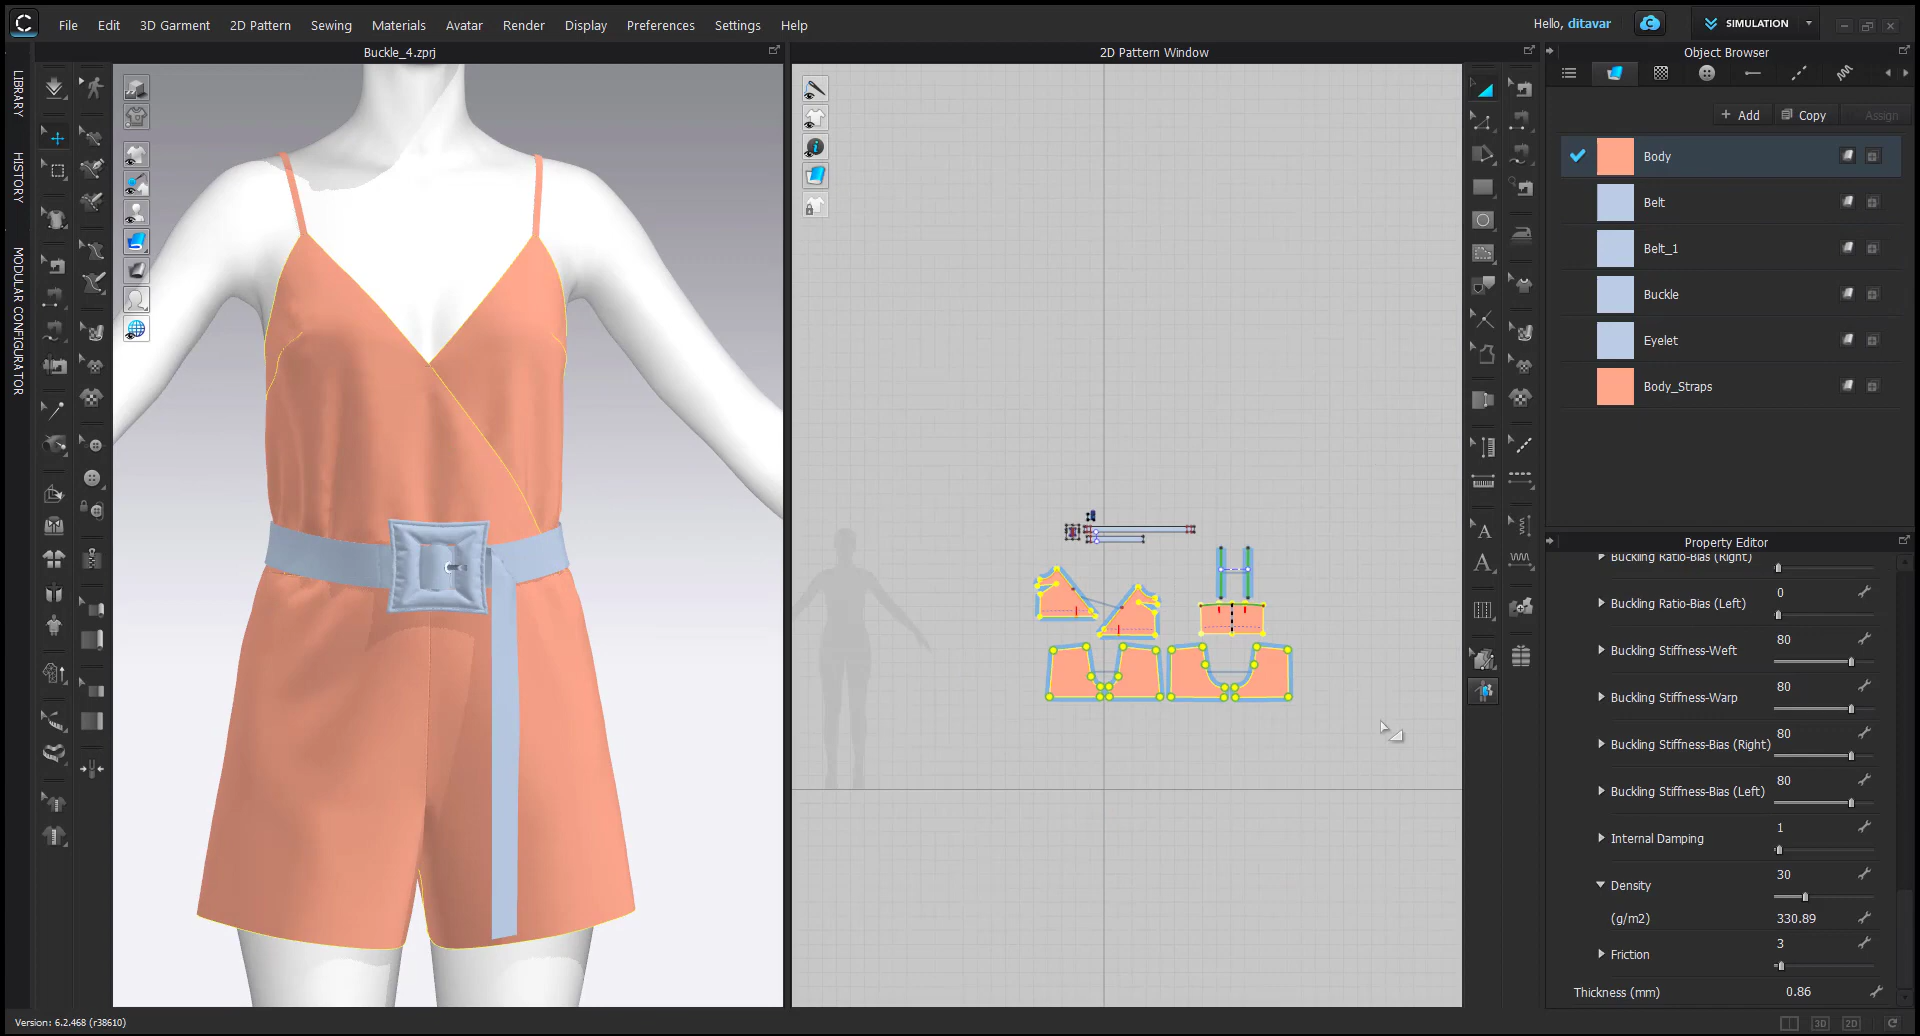 File Edit 3D Garment 2D Pattern Sewing Materials Avatar Render Display Preferences Settings Help
Hello, ditavar
SIMULATION
Buckle_4.zprj
2D Pattern Window
Object Browser
LIBRARY
HISTORY
MODULAR CONFIGURATOR
+ Add
Copy
Assign
Body
Belt
Belt_1
Buckle
Eyelet
Body_Straps
Property Editor
Buckling Ratio-Bias (Right)
Buckling Ratio-Bias (Left) 0
Buckling Stiffness-Weft 80
Buckling Stiffness-Warp 80
Buckling Stiffness-Bias (Right) 80
Buckling Stiffness-Bias (Left) 80
Internal Damping 1
Density 30
(g/m2) 330.89
Friction 3
Thickness (mm) 0.86
Version: 6.2.468 (r38610)
3D 2D